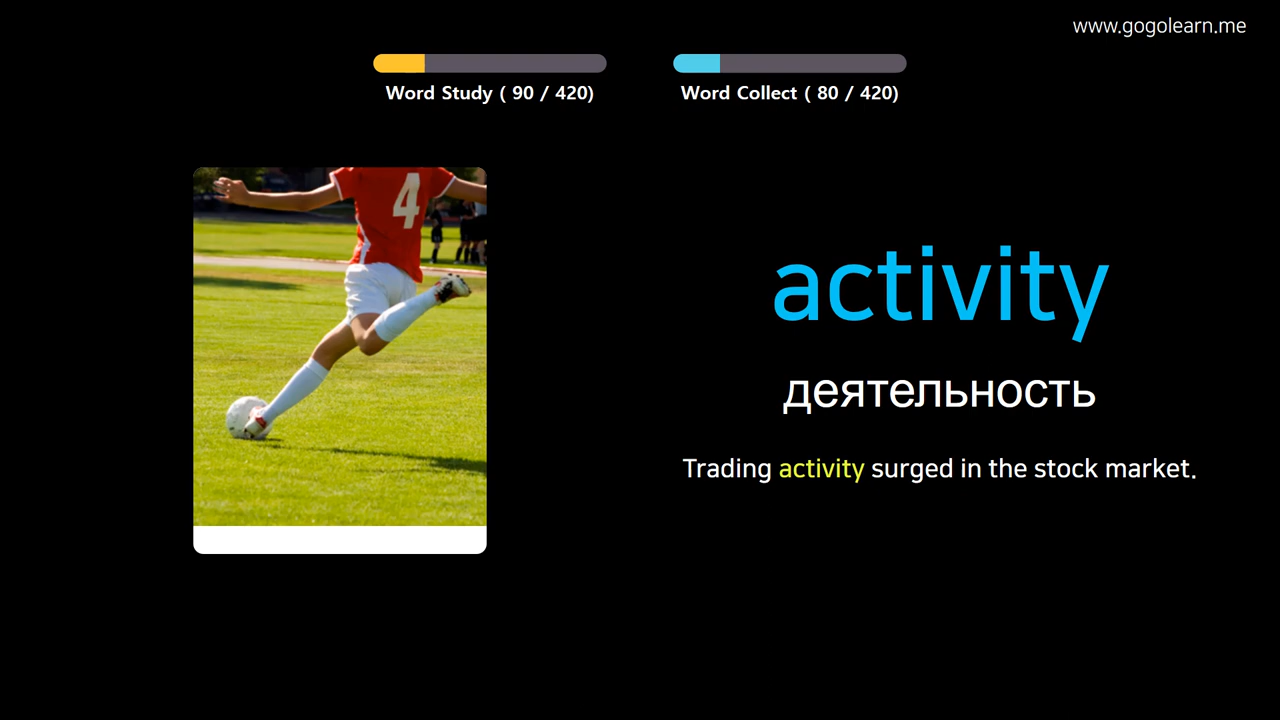 www.gogolearn.me
Word Study ( 90 / 420)
Word Collect ( 80 / 420)
4
activity
деятельность
Trading activity surged in the stock market.